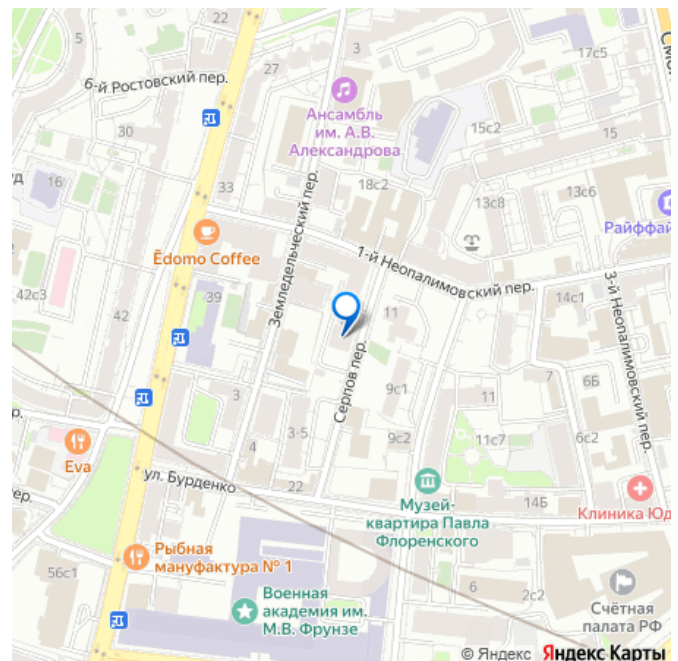 22
3
17с5
5
6-й Ростовский пер.
27
Ансамбль
им. А.В.
Александрова
15с2
15
30
16
33
18с2
13с6
13с8
Ēdomo Coffee
Земледельческий пер.
1-й Неопалимовский пер.
Райффай
42с3
39
42
11
14с1
3-й Неопалимовский пер.
7
6Б
3
9с1
11
Серпов пер.
4
3-5
9с2
11с7
6с2
Eva
ул. Бурденко
22
Музей-
квартира Павла
Флоренского
14Б
Клиника Юд
Рыбная
мануфактура № 1
56с1
Военная
академия им.
М.В. Фрунзе
6
2с2
Счётная
палата РФ
© Яндекс Яндекс Карты